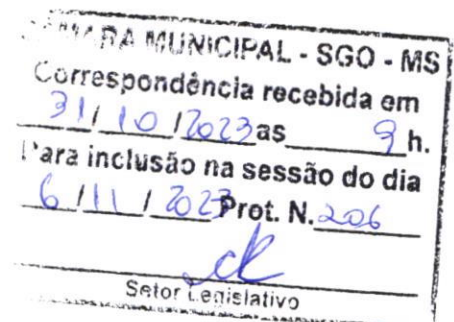 CÂMARA MUNICIPAL - SGO - MS
Correspondência recebida em
31/10/2023 as 9 h.
Para inclusão na sessão do dia
6/11/2023 Prot. N. 206
Setor Legislativo